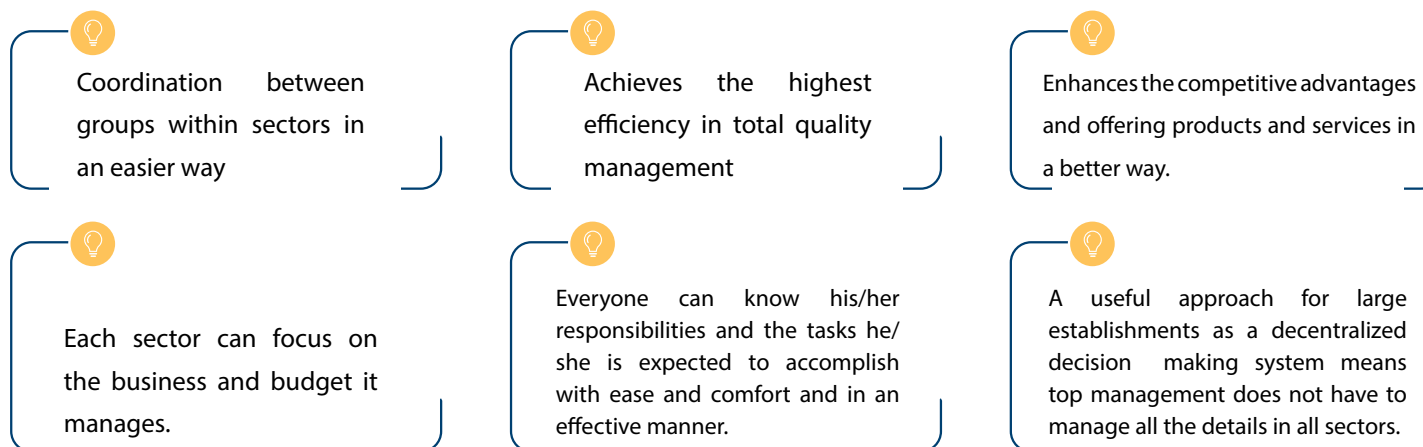 Coordination between
groups within sectors in
an easier way
Achieves the highest
efficiency in total quality
management
Enhances the competitive advantages
and offering products and services in
a better way.
Each sector can focus on
the business and budget it
manages.
Everyone can know his/her
responsibilities and the tasks he/
she is expected to accomplish
with ease and comfort and in an
effective manner.
A useful approach for large
establishments as a decentralized
decision making system means
top management does not have to
manage all the details in all sectors.